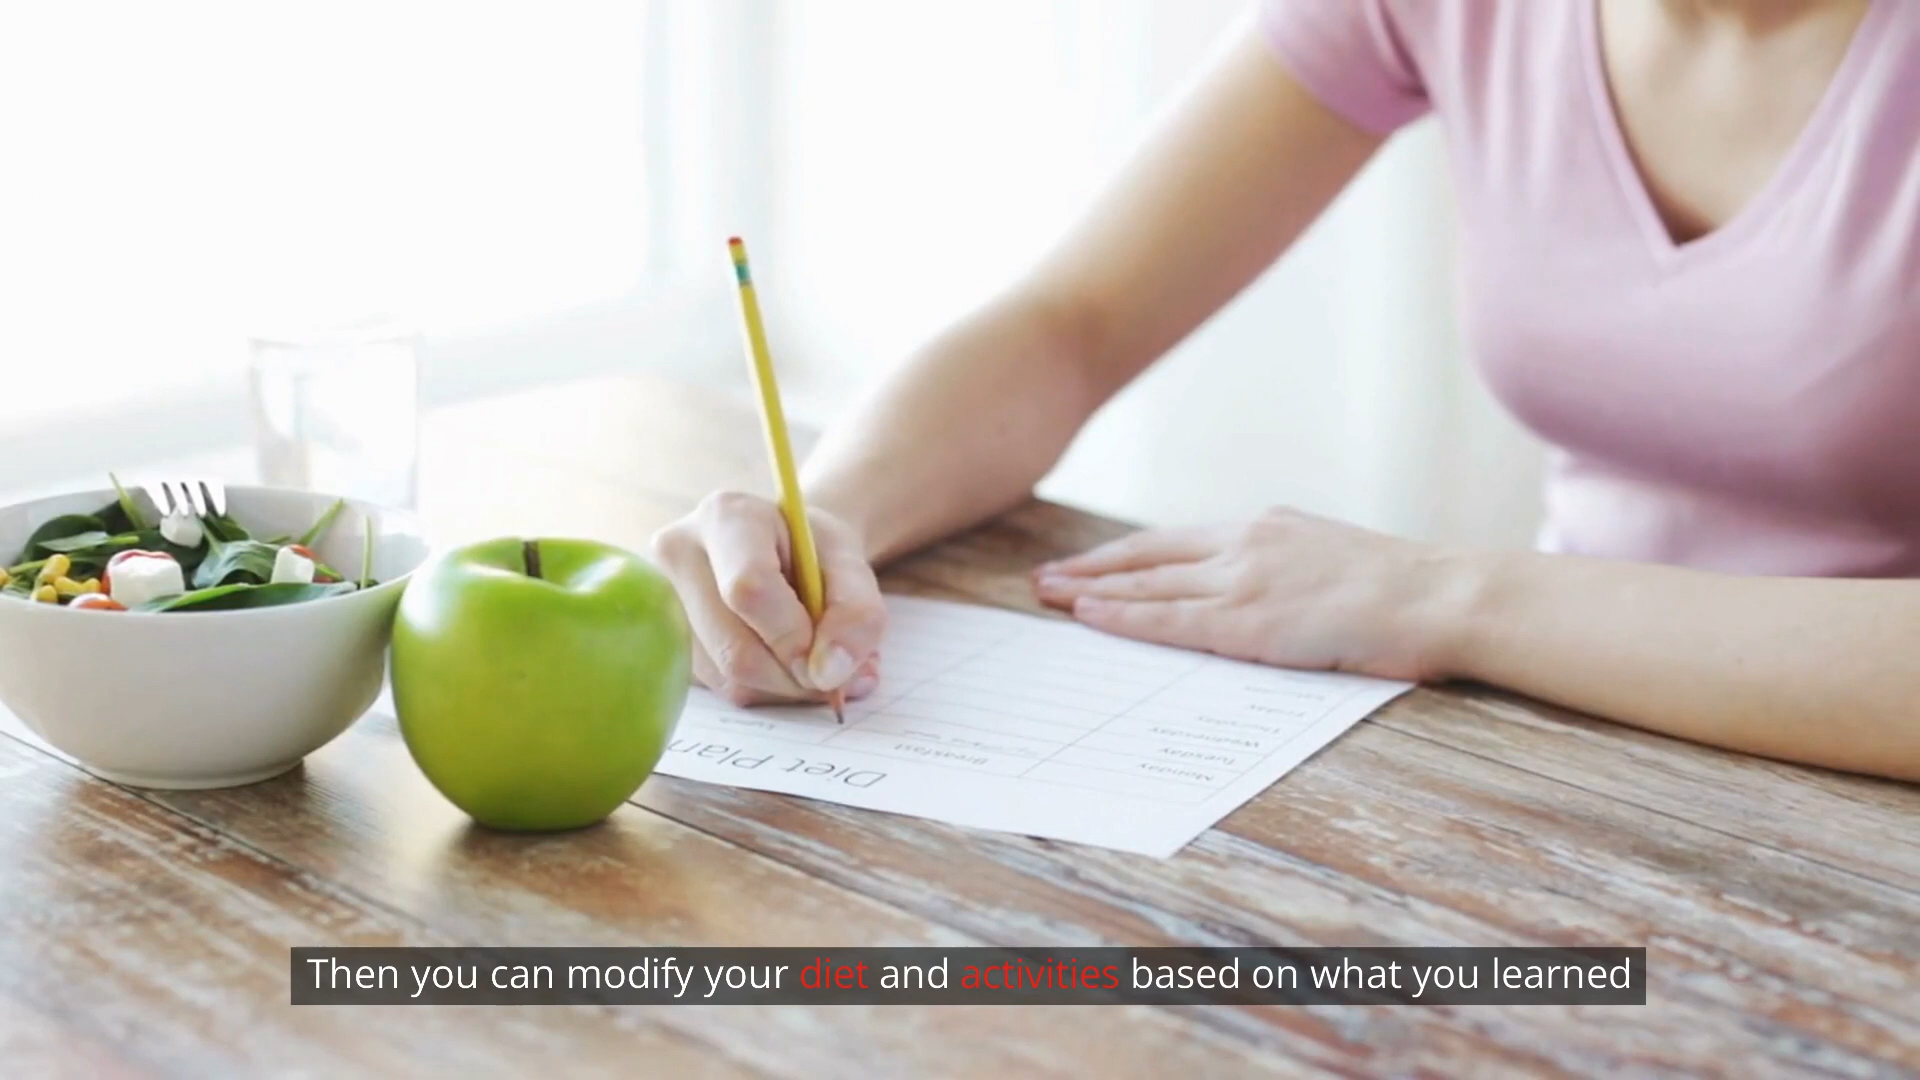 Diet Plan
Breakfast
Monday
Tuesday
Wednesday
Thursday
Friday
Then you can modify your diet and activities based on what you learned